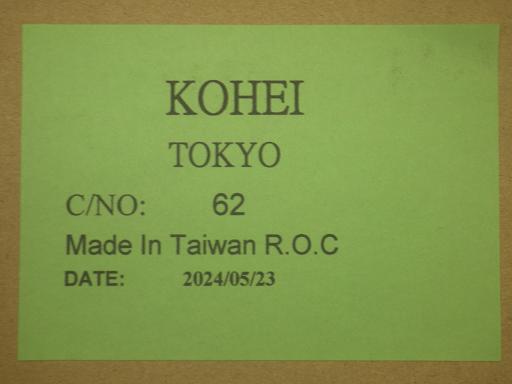 KOHEI
TOKYO
C/NO: 62
Made In Taiwan R.O.C
DATE: 2024/05/23